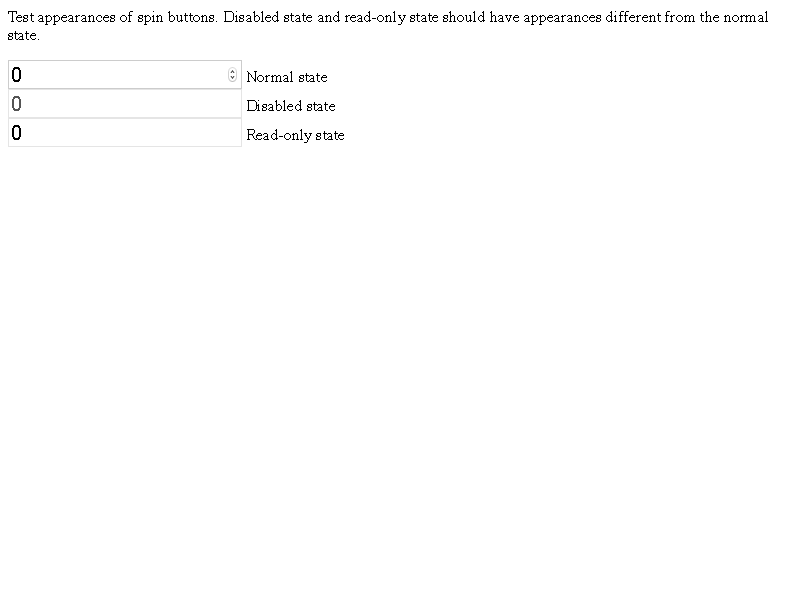 Test appearances of spin buttons. Disabled state and read-only state should have appearances different from the normal
state.
0 Normal state
0 Disabled state
0 Read-only state